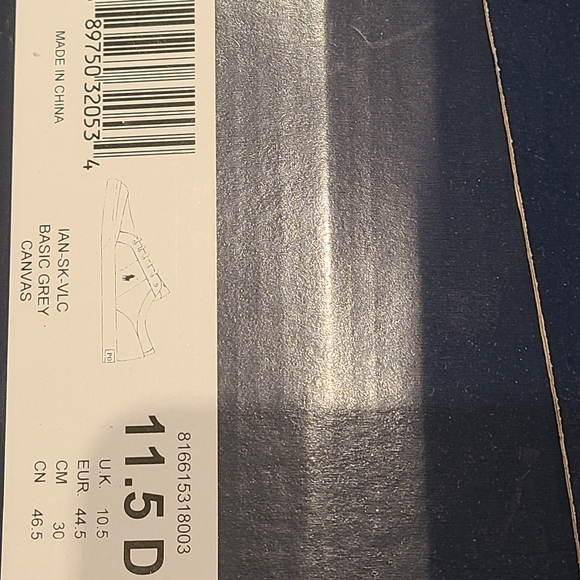 89750 32053 4
MADE IN CHINA
IAN-SK-VLC
BASIC GREY
CANVAS
816615318003
11.5 D
U.K. 10.5
EUR. 44.5
CM 30
CN 46.5